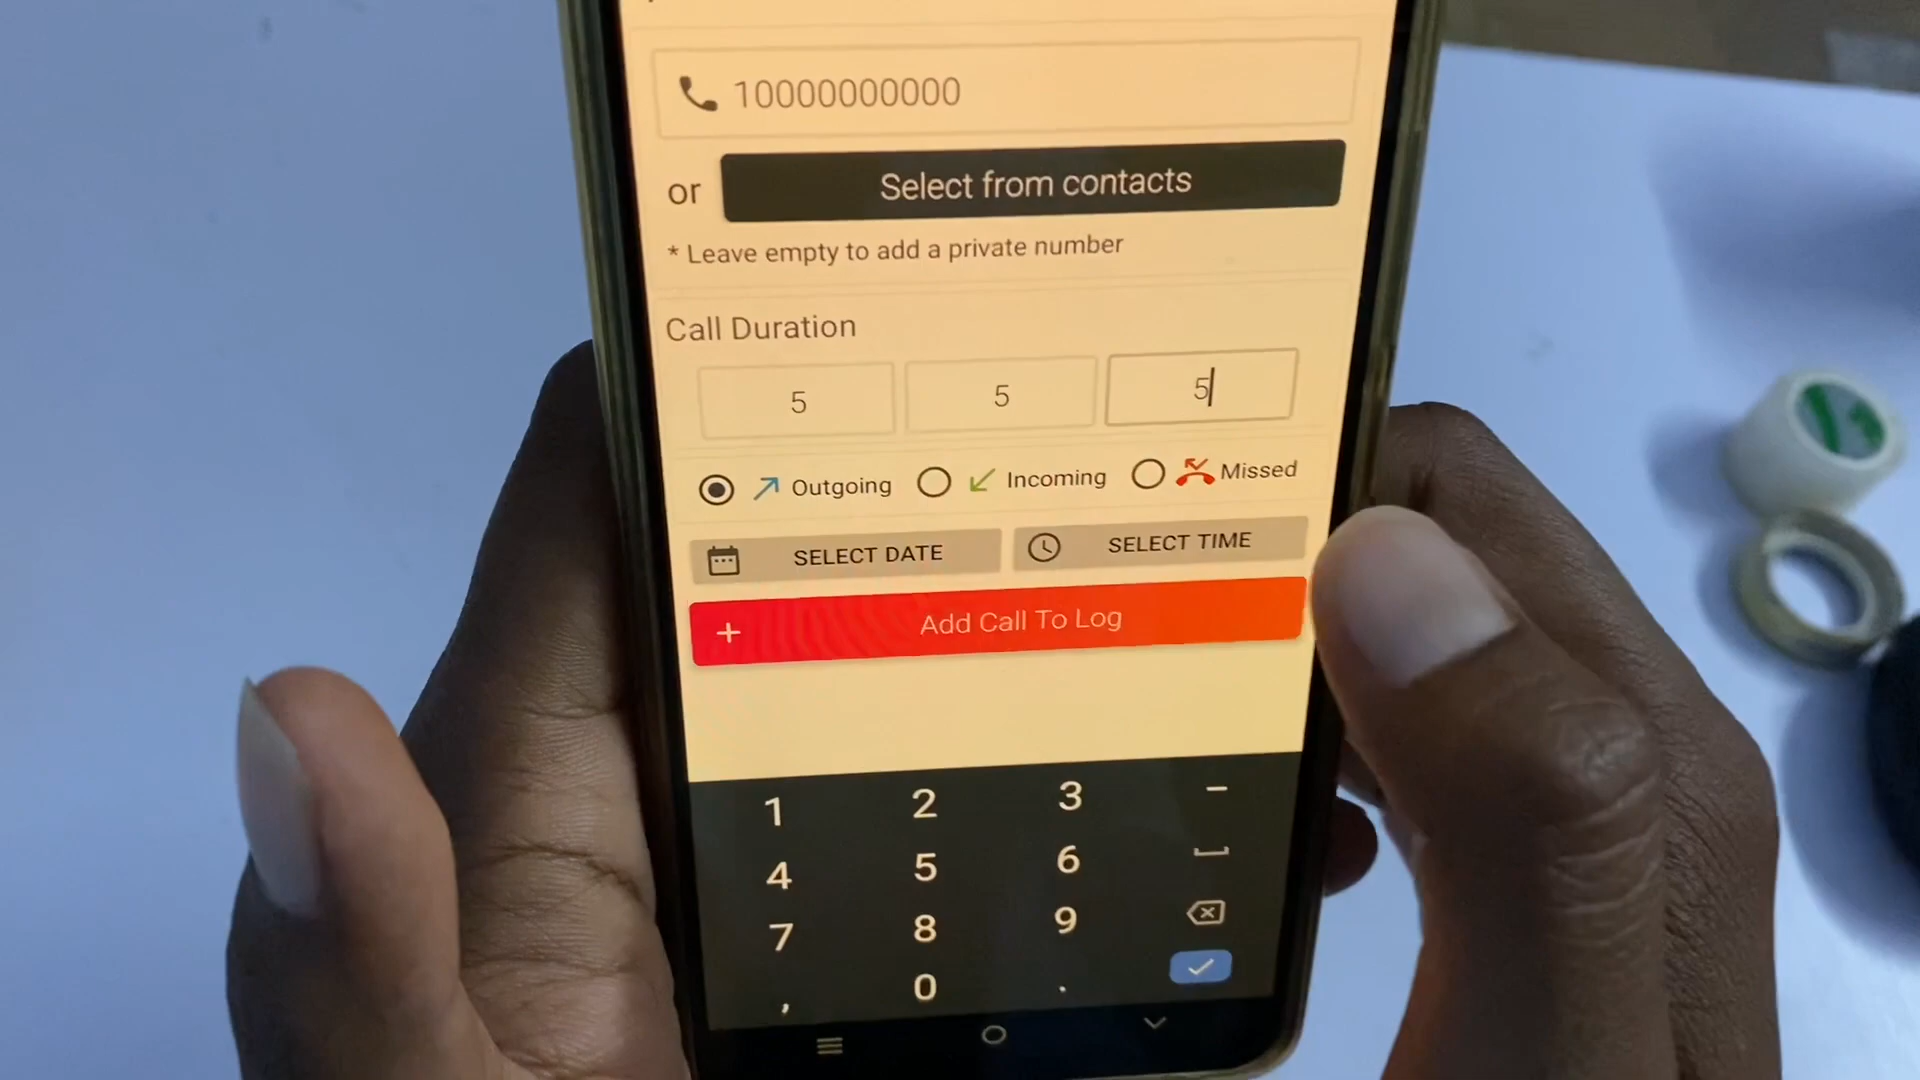 10000000000
or Select from contacts
* Leave empty to add a private number
Call Duration
5 5 5
Outgoing Incoming Missed
SELECT DATE SELECT TIME
+ Add Call To Log
1 2 3 -
4 5 6
7 8 9
, 0 .